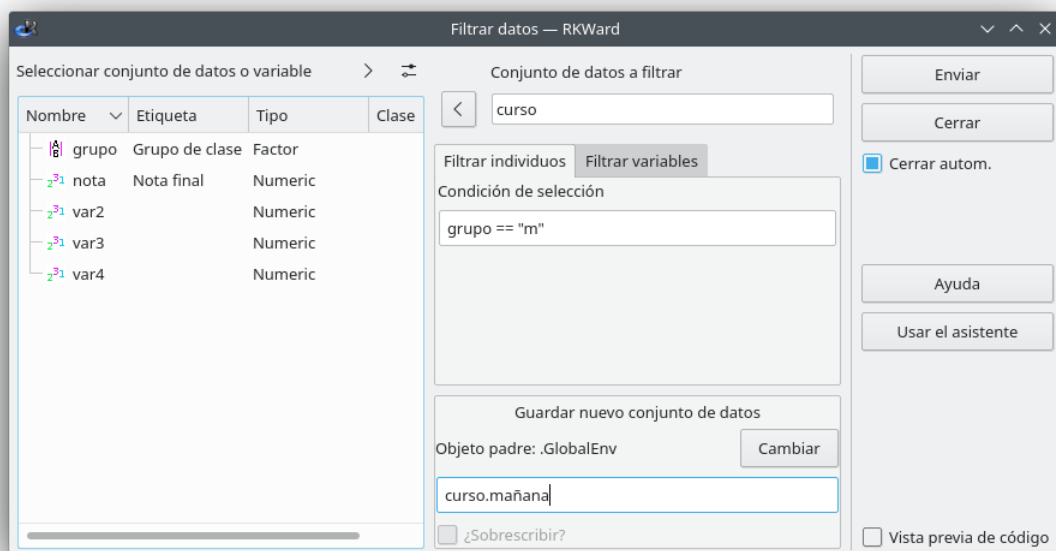 Filtrar datos — RKWard
Seleccionar conjunto de datos o variable
Nombre Etiqueta Tipo Clase
grupo Grupo de clase Factor
nota Nota final Numeric
var2 Numeric
var3 Numeric
var4 Numeric
Conjunto de datos a filtrar
curso
Filtrar individuos Filtrar variables
Condición de selección
grupo == "m"
Guardar nuevo conjunto de datos
Objeto padre: .GlobalEnv Cambiar
curso.mañana
¿Sobrescribir?
Enviar
Cerrar
Cerrar autom.
Ayuda
Usar el asistente
Vista previa de código